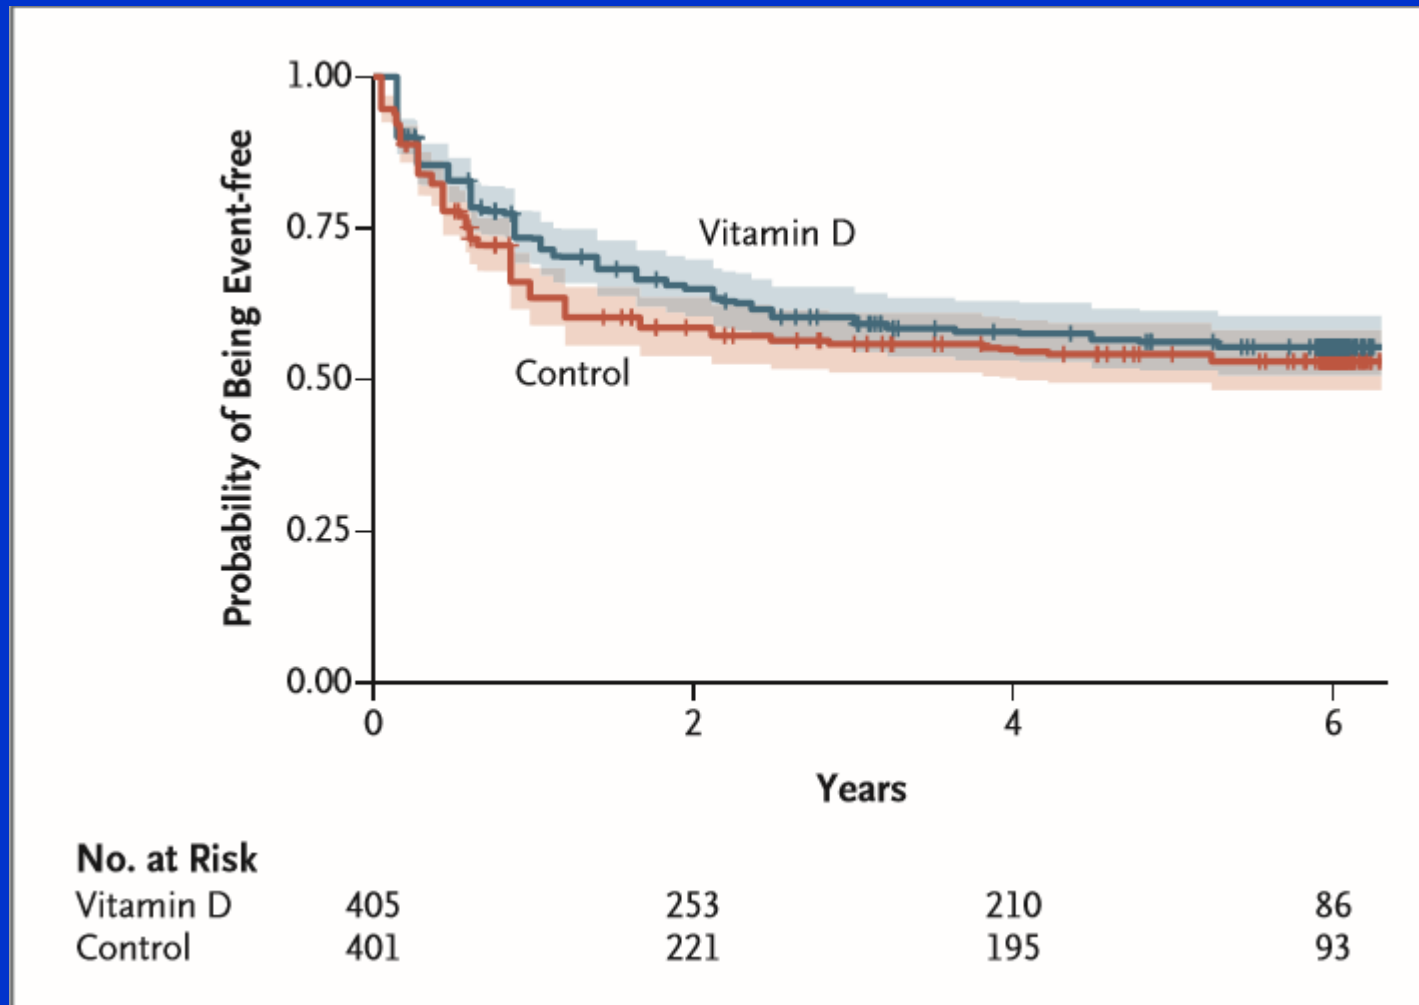 1.00
0.75
0.50
0.25
0.00
Probability of Being Event-free
Vitamin D
Control
0 2 4 6
Years
No. at Risk
Vitamin D 405 253 210 86
Control 401 221 195 93